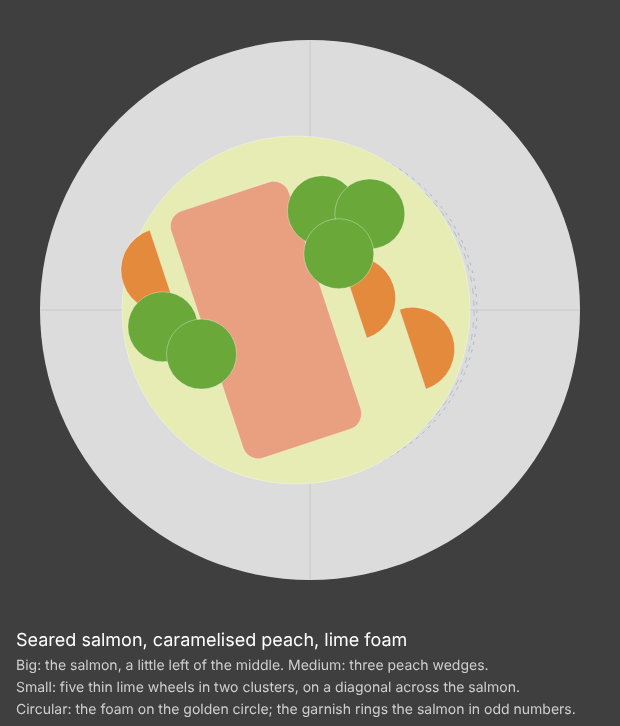 Seared salmon, caramelised peach, lime foam
Big: the salmon, a little left of the middle. Medium: three peach wedges.
Small: five thin lime wheels in two clusters, on a diagonal across the salmon.
Circular: the foam on the golden circle; the garnish rings the salmon in odd numbers.